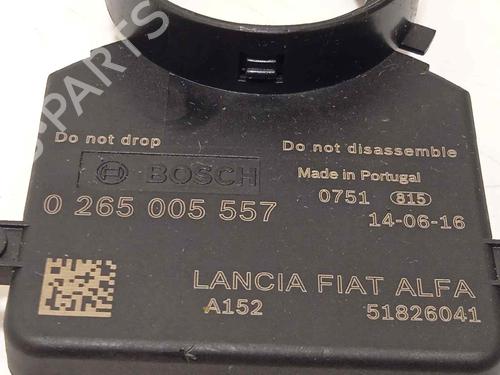 PARTS
Do not drop
Do not disassemble
BOSCH
Made in Portugal
0 265 005 557
0751 815
14-06-16
LANCIA FIAT ALFA
A152
51826041